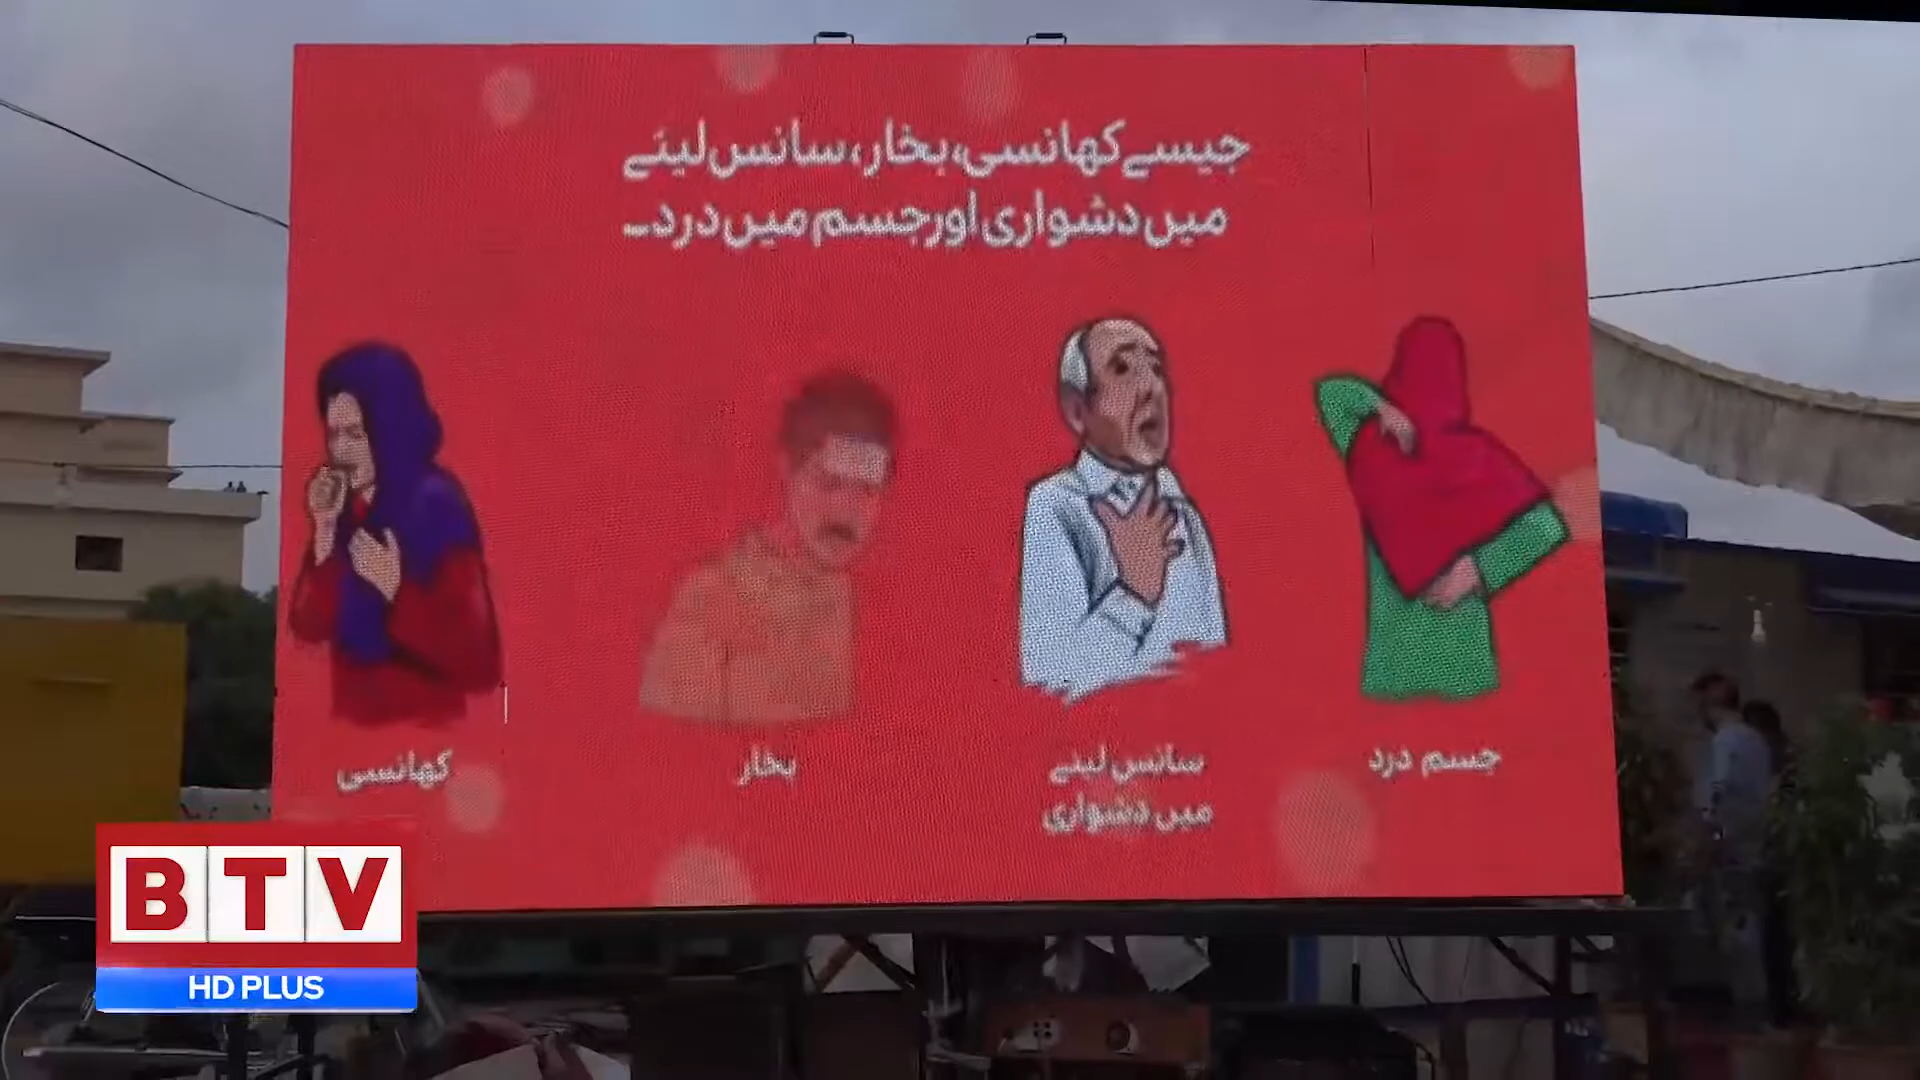 جیسے کھانسی، بخار، سانس لینے
میں دشواری اور جسم میں درد۔
جسم درد
سانس لینے
میں دشواری
بخار
کھانسی
BTV
HD PLUS